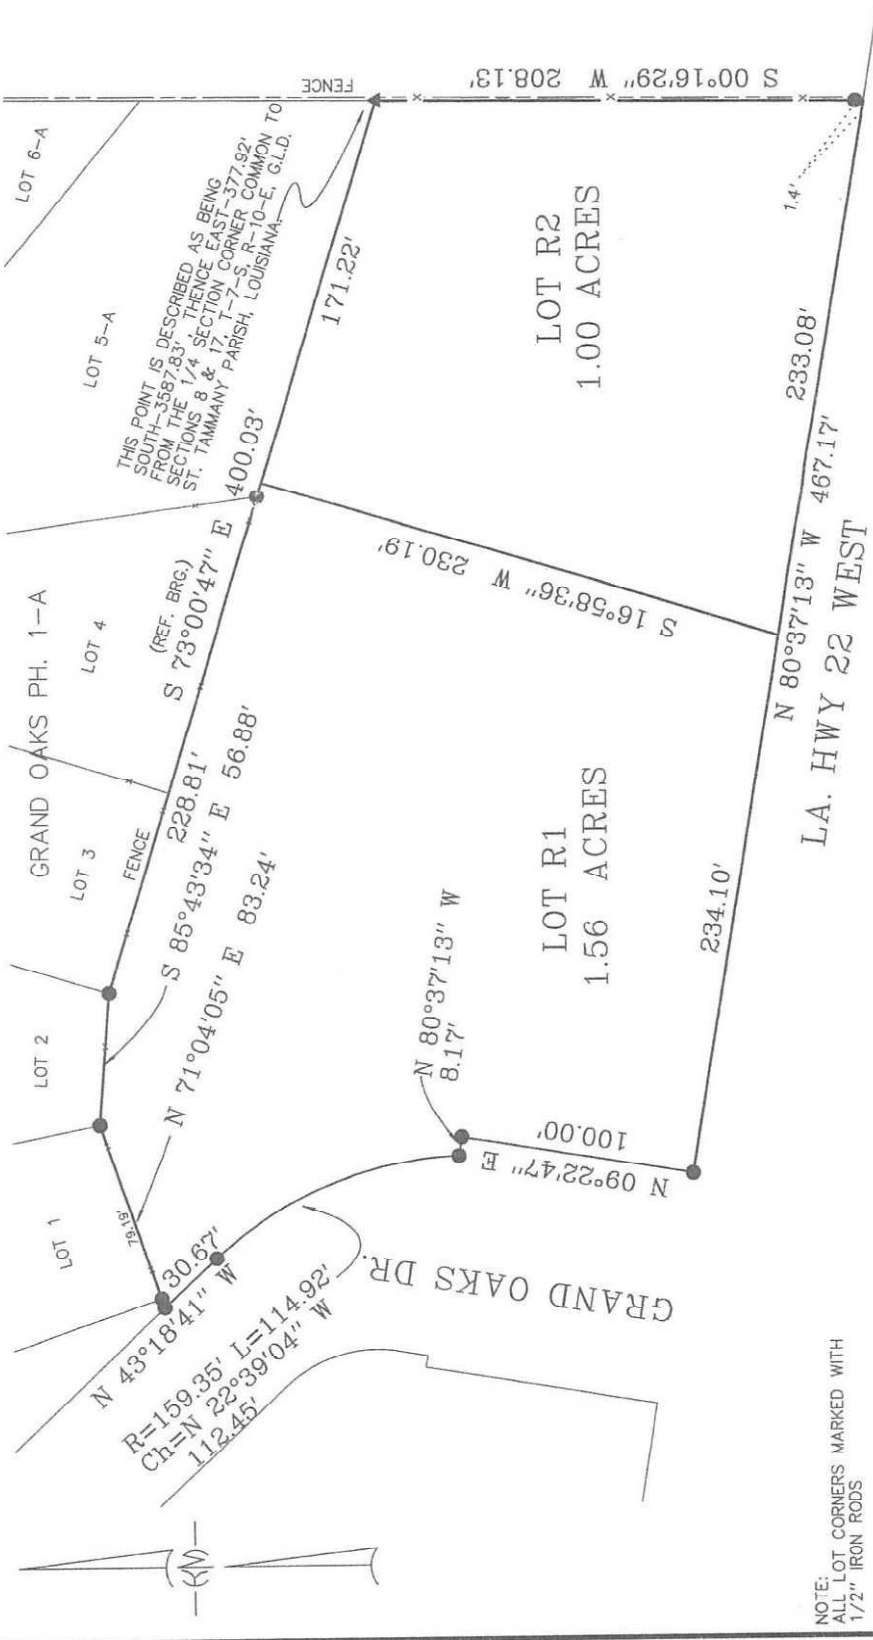 GRAND OAKS PH. 1-A
LOT 1
LOT 2
LOT 3
LOT 4
LOT 5-A
LOT 6-A
THIS POINT IS DESCRIBED AS BEING
SOUTH-3587.83', THENCE EAST-377.92'
FROM THE 1/4 SECTION CORNER COMMON TO
SECTIONS 8 & 17, T-7-S, R-10-E, G.L.D.
ST. TAMMANY PARISH, LOUISIANA.
FENCE
S 00°16'29" W 208.13'
171.22'
400.03'
(REF. BRG.)
S 73°00'47" E
228.81'
FENCE
S 85°43'34" E 56.88'
N 71°04'05" E 83.24'
79.19'
30.67'
N 43°18'41" W
R=159.35' L=114.92'
Ch=N 22°39'04" W
112.45'
GRAND OAKS DR.
N 80°37'13" W
8.17'
N 09°22'47" E
100.00'
LOT R1
1.56 ACRES
S 16°58'36" W 230.19'
LOT R2
1.00 ACRES
1.4'
233.08'
234.10'
N 80°37'13" W 467.17'
LA. HWY 22 WEST
NOTE:
ALL LOT CORNERS MARKED WITH
1/2" IRON RODS